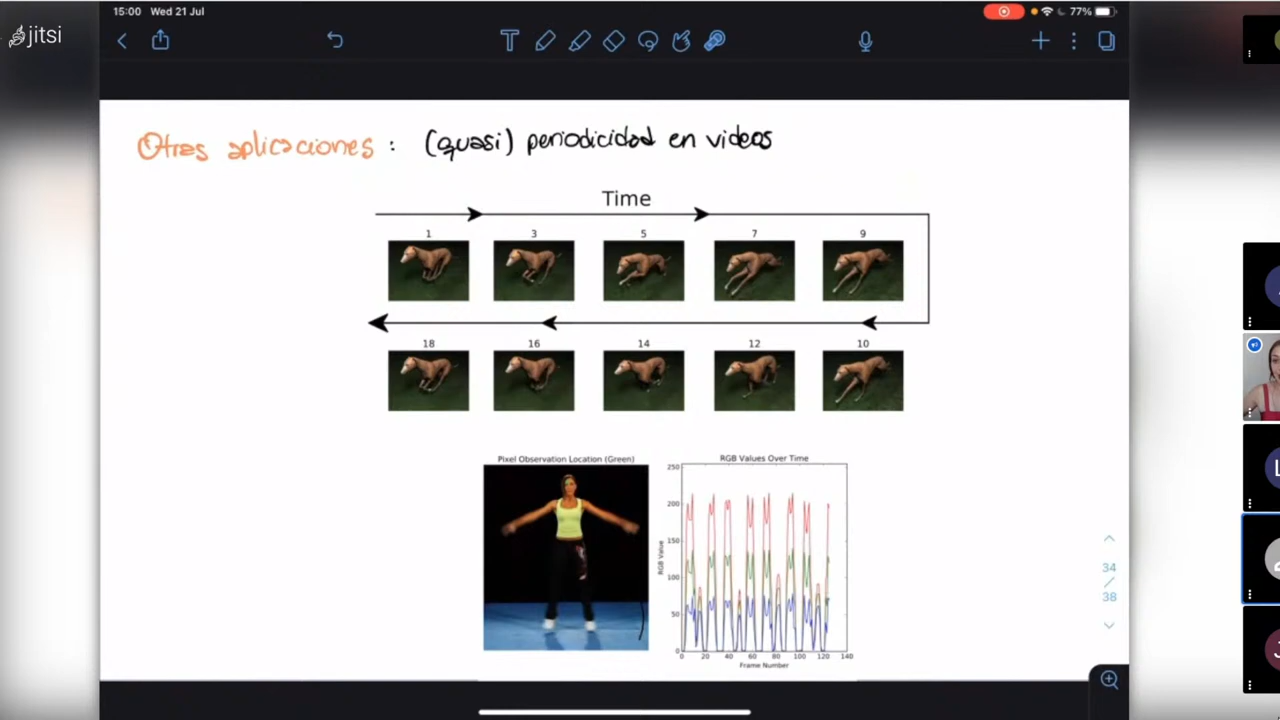 15:00 Wed 21 Jul
77%
jitsi
Otras aplicaciones : (quasi) periodicidad en videos
Time
1 3 5 7 9
18 16 14 12 10
Pixel Observation Location (Green)
RGB Values Over Time
RGB Value
250
200
150
100
50
0
0 20 40 60 80 100 120 140
Frame Number
34
/
38